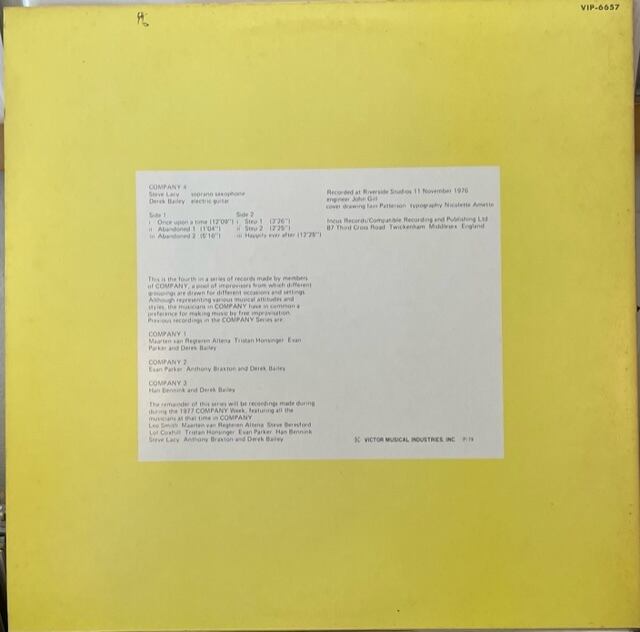 VIP-6657
COMPANY 4
Steve Lacy soprano saxophone
Derek Bailey electric guitar
Side 1
i Once upon a time (12'09")
ii Abandoned 1 (1'04")
iii Abandoned 2 (6'10")
Side 2
i Step 1 (3'26")
ii Step 2 (2'25")
iii Happily ever after (12'28")
Recorded at Riverside Studios 11 November 1976
engineer John Gill
cover drawing Iain Patterson typography Nicolette Amette
Incus Records/Compatible Recording and Publishing Ltd
87 Third Cross Road Twickenham Middlesex England
This is the fourth in a series of records made by members
of COMPANY, a pool of improvisors from which different
groupings are drawn for different occasions and settings.
Although representing various musical attitudes and
styles, the musicians in COMPANY have in common a
preference for making music by free improvisation.
Previous recordings in the COMPANY Series are:
COMPANY 1
Maarten van Regteren Altena Tristan Honsinger Evan
Parker and Derek Bailey
COMPANY 2
Evan Parker Anthony Braxton and Derek Bailey
COMPANY 3
Han Bennink and Derek Bailey
The remainder of this series will be recordings made during
during the 1977 COMPANY Week, featuring all the
musicians at that time in COMPANY
Leo Smith Maarten van Regteren Altena Steve Beresford
Lol Coxhill Tristan Honsinger Evan Parker Han Bennink
Steve Lacy Anthony Braxton and Derek Bailey
VICTOR MUSICAL INDUSTRIES, INC